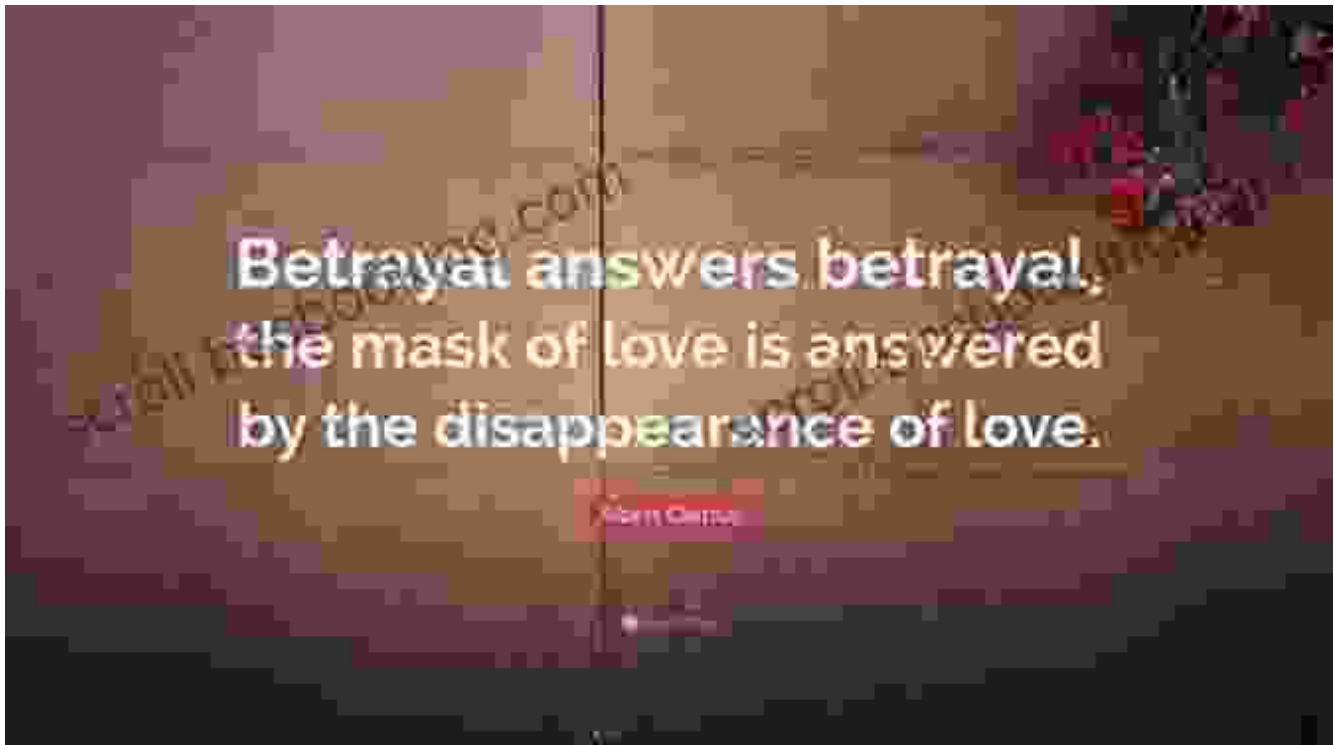 Betrayal answers betrayal,
the mask of love is answered
by the disappearance of love.